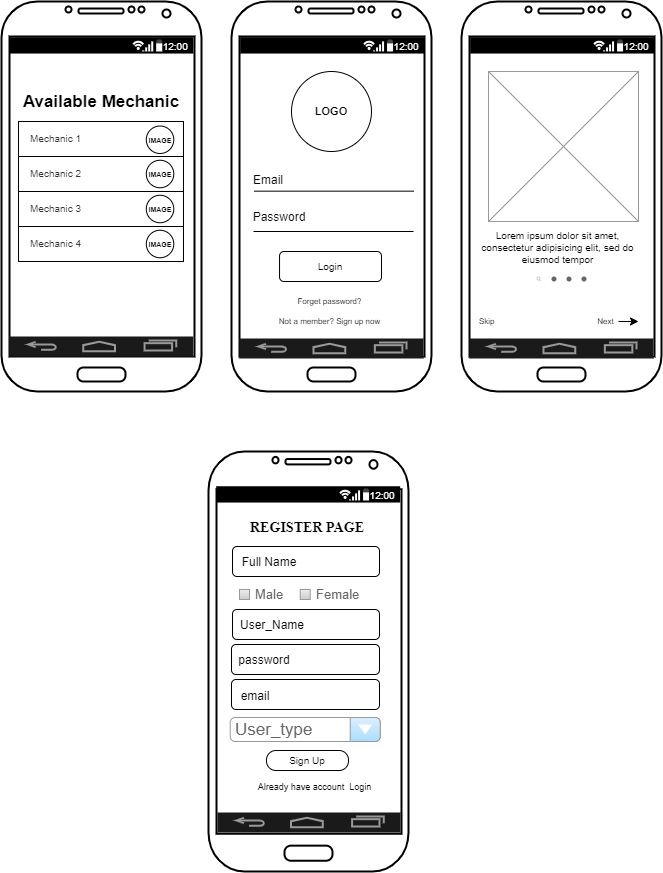 12:00
Available Mechanic
Mechanic 1
IMAGE
Mechanic 2
IMAGE
Mechanic 3
IMAGE
Mechanic 4
IMAGE
12:00
LOGO
Email
Password
Login
Forget password?
Not a member? Sign up now
12:00
Lorem ipsum dolor sit amet,
consectetur adipisicing elit, sed do
eiusmod tempor
Skip
Next
12:00
REGISTER PAGE
Full Name
Male
Female
User_Name
password
email
User_type
Sign Up
Already have account Login